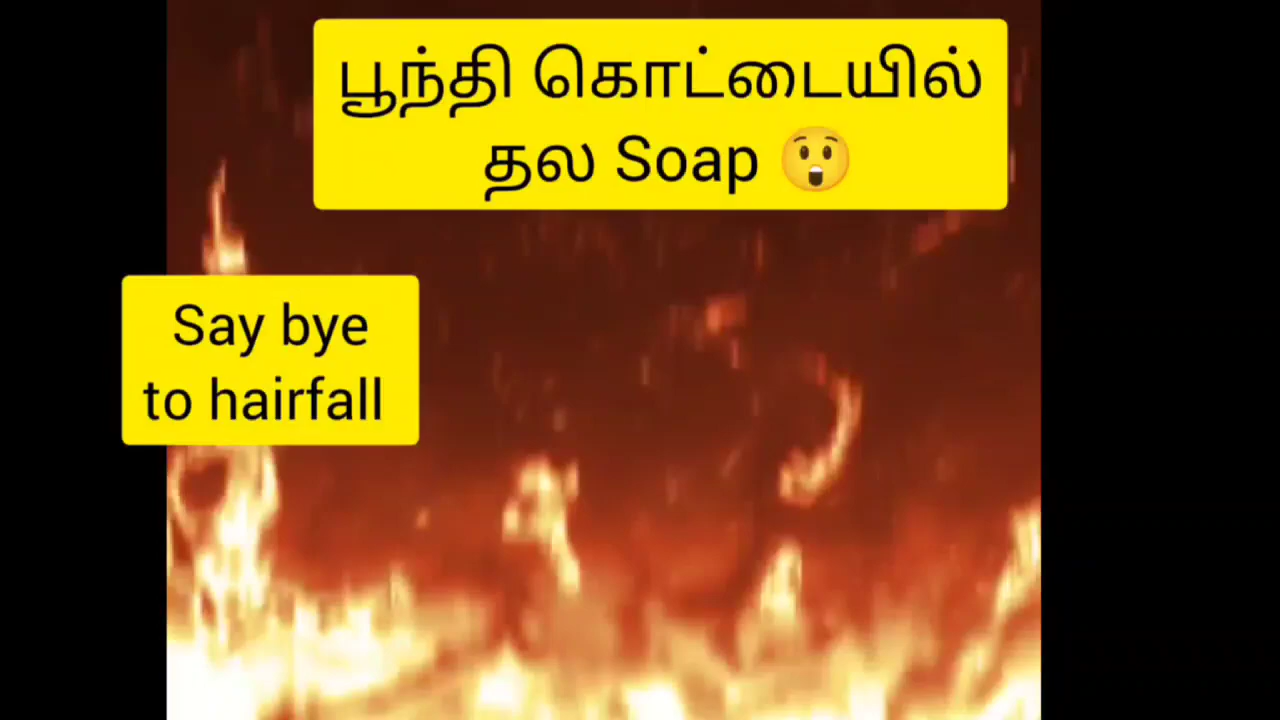 பூந்தி கொட்டையில்
தல Soap 😲
Say bye
to hairfall